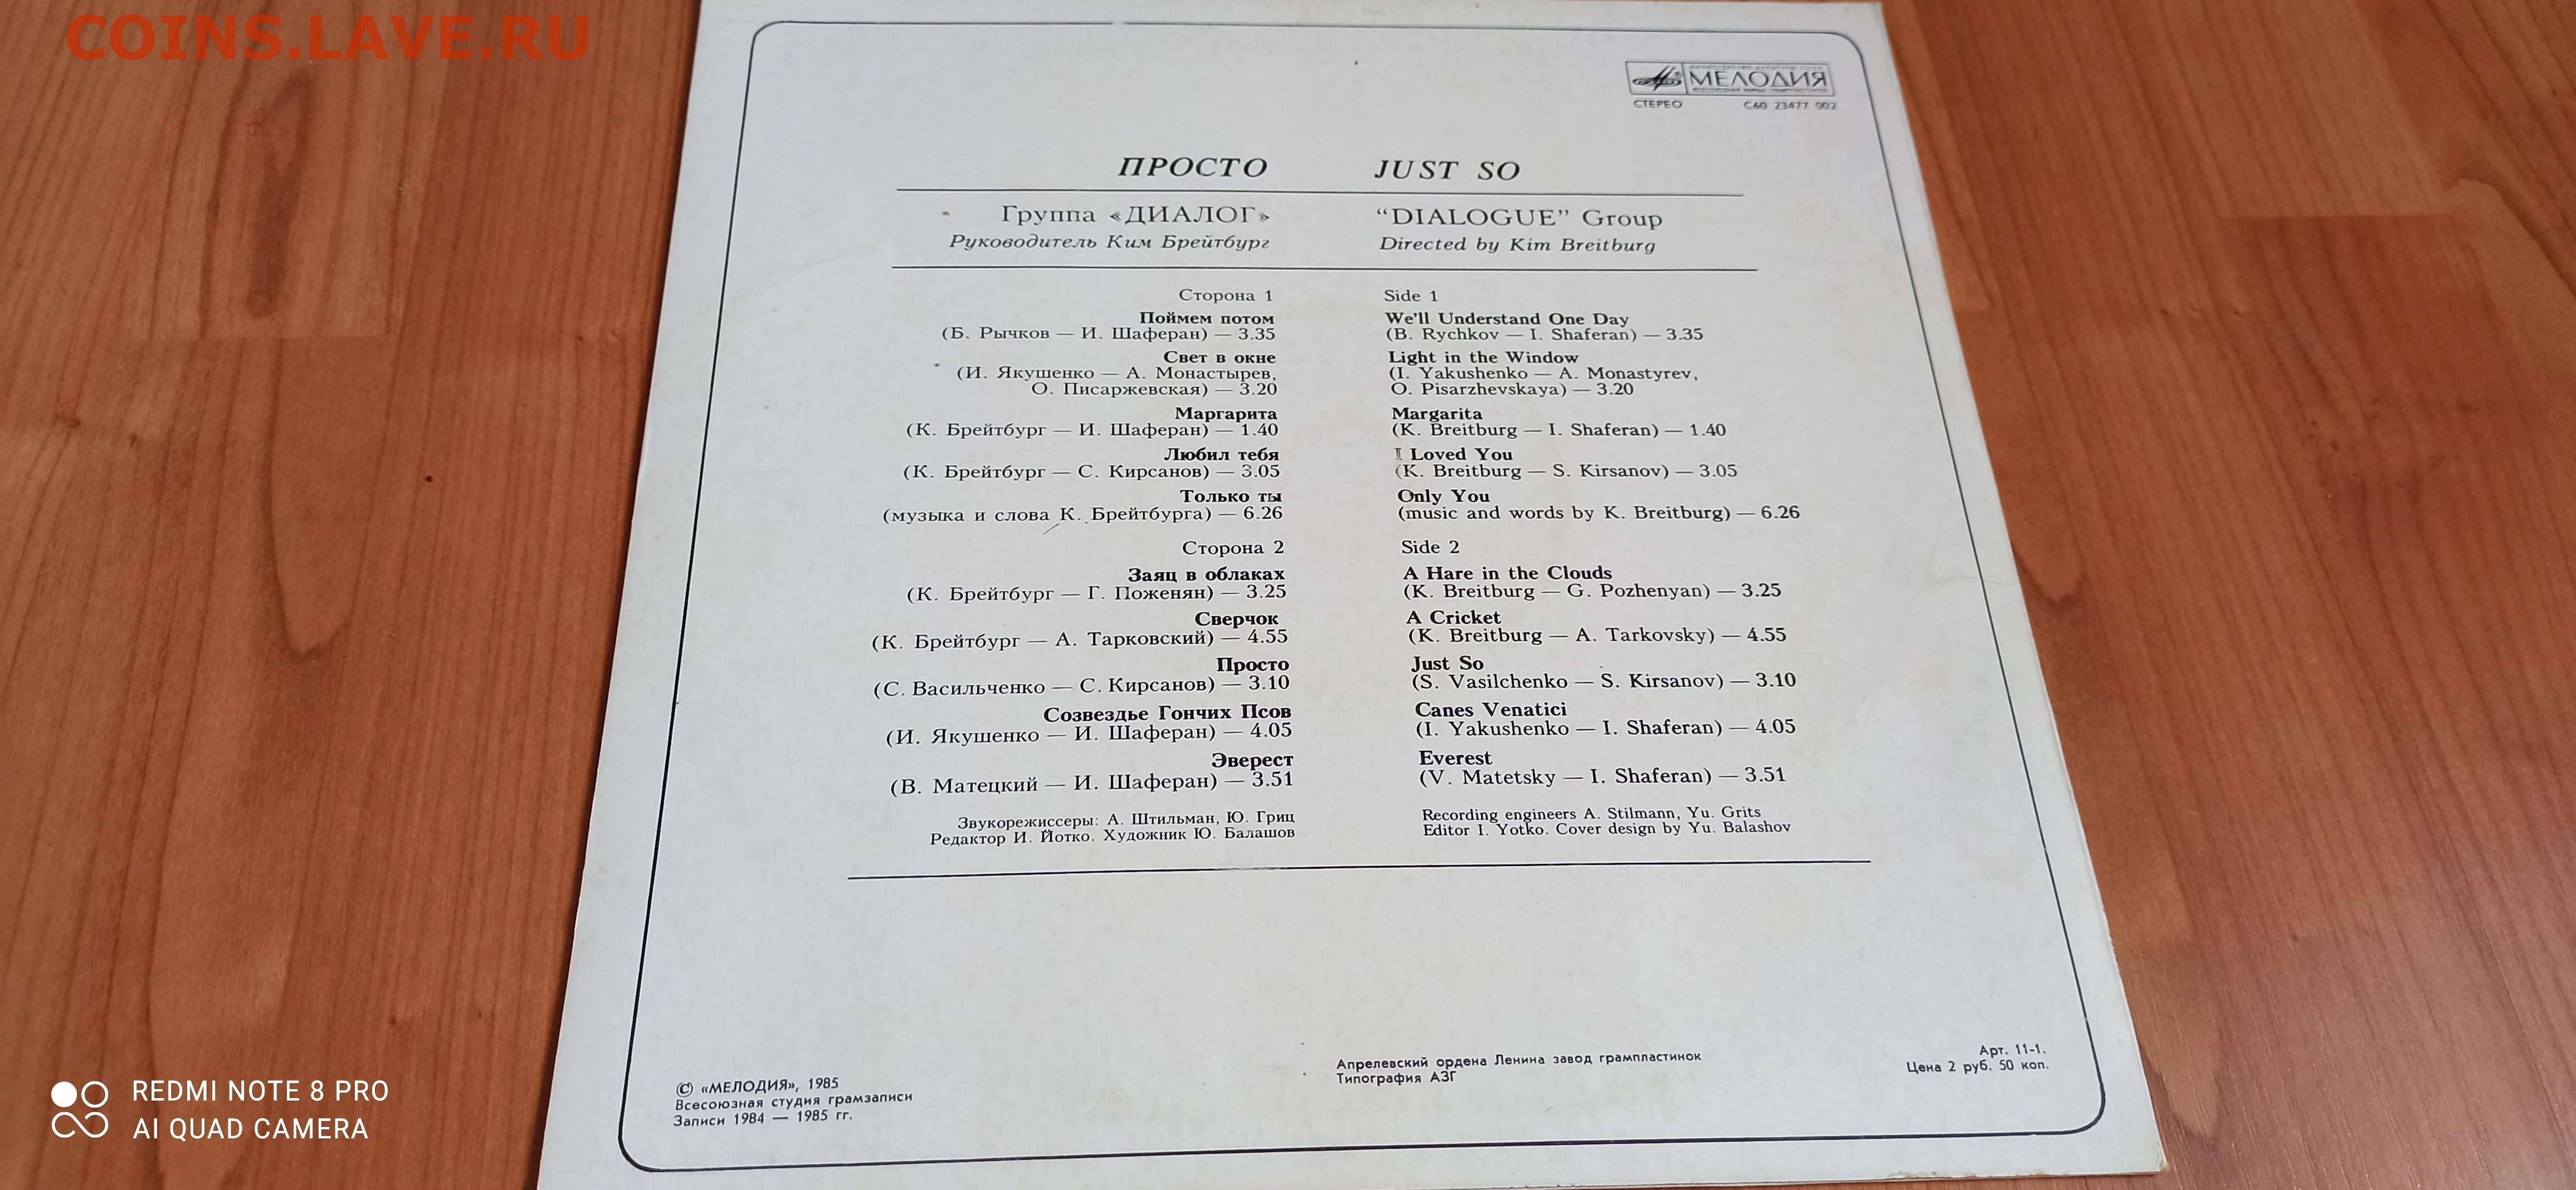 COINS.LAVE.RU
МЕЛОДИЯ
СТЕРЕО С60 23477 002
ПРОСТО
Группа «ДИАЛОГ»
Руководитель Ким Брейтбург
Сторона 1
Поймем потом
(Б. Рычков — И. Шаферан) — 3.35
Свет в окне
(И. Якушенко — А. Монастырев,
О. Писаржевская) — 3.20
Маргарита
(К. Брейтбург — И. Шаферан) — 1.40
Любил тебя
(К. Брейтбург — С. Кирсанов) — 3.05
Только ты
(музыка и слова К. Брейтбурга) — 6.26
Сторона 2
Заяц в облаках
(К. Брейтбург — Г. Поженян) — 3.25
Сверчок
(К. Брейтбург — А. Тарковский) — 4.55
Просто
(С. Васильченко — С. Кирсанов) — 3.10
Созвездье Гончих Псов
(И. Якушенко — И. Шаферан) — 4.05
Эверест
(В. Матецкий — И. Шаферан) — 3.51
Звукорежиссеры: А. Штильман, Ю. Гриц
Редактор И. Йотко. Художник Ю. Балашов
JUST SO
“DIALOGUE” Group
Directed by Kim Breitburg
Side 1
We'll Understand One Day
(B. Rychkov — I. Shaferan) — 3.35
Light in the Window
(I. Yakushenko — A. Monastyrev,
O. Pisarzhevskaya) — 3.20
Margarita
(K. Breitburg — I. Shaferan) — 1.40
I Loved You
(K. Breitburg — S. Kirsanov) — 3.05
Only You
(music and words by K. Breitburg) — 6.26
Side 2
A Hare in the Clouds
(K. Breitburg — G. Pozhenyan) — 3.25
A Cricket
(K. Breitburg — A. Tarkovsky) — 4.55
Just So
(S. Vasilchenko — S. Kirsanov) — 3.10
Canes Venatici
(I. Yakushenko — I. Shaferan) — 4.05
Everest
(V. Matetsky — I. Shaferan) — 3.51
Recording engineers A. Stilmann, Yu. Grits
Editor I. Yotko. Cover design by Yu. Balashov
© «МЕЛОДИЯ», 1985
Всесоюзная студия грамзаписи
Записи 1984 — 1985 гг.
Апрелевский ордена Ленина завод грампластинок
Типография АЗГ
Арт. 11-1.
Цена 2 руб. 50 коп.
REDMI NOTE 8 PRO
AI QUAD CAMERA